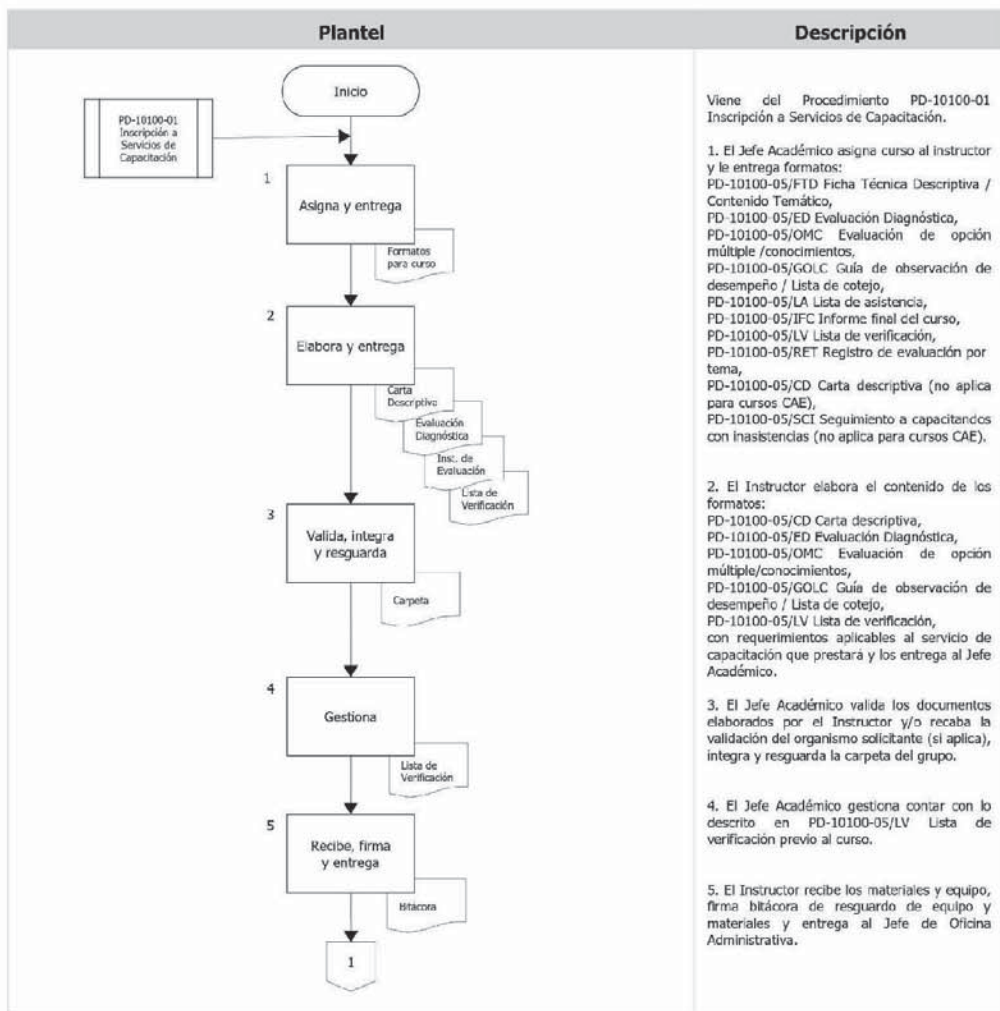 Plantel
Descripción
Inicio
PD-10100-01
Inscripción a
Servicios de
Capacitación
1
Asigna y entrega
Formatos
para curso
2
Elabora y entrega
Carta
Descriptiva
Evaluación
Diagnóstica
Inst. de
Evaluación
Lista de
Verificación
3
Valida, integra
y resguarda
Carpeta
4
Gestiona
Lista de
Verificación
5
Recibe, firma
y entrega
Bitácora
1
Viene del Procedimiento PD-10100-01
Inscripción a Servicios de Capacitación.
1. El Jefe Académico asigna curso al instructor
y le entrega formatos:
PD-10100-05/FTD Ficha Técnica Descriptiva /
Contenido Temático,
PD-10100-05/ED Evaluación Diagnóstica,
PD-10100-05/OMC Evaluación de opción
múltiple /conocimientos,
PD-10100-05/GOLC Guía de observación de
desempeño / Lista de cotejo,
PD-10100-05/LA Lista de asistencia,
PD-10100-05/IFC Informe final del curso,
PD-10100-05/LV Lista de verificación,
PD-10100-05/RET Registro de evaluación por
tema,
PD-10100-05/CD Carta descriptiva (no aplica
para cursos CAE),
PD-10100-05/SCI Seguimiento a capacitandos
con inasistencias (no aplica para cursos CAE).
2. El Instructor elabora el contenido de los
formatos:
PD-10100-05/CD Carta descriptiva,
PD-10100-05/ED Evaluación Diagnóstica,
PD-10100-05/OMC Evaluación de opción
múltiple/conocimientos,
PD-10100-05/GOLC Guía de observación de
desempeño / Lista de cotejo,
PD-10100-05/LV Lista de verificación,
con requerimientos aplicables al servicio de
capacitación que prestará y los entrega al Jefe
Académico.
3. El Jefe Académico valida los documentos
elaborados por el Instructor y/o recaba la
validación del organismo solicitante (si aplica),
integra y resguarda la carpeta del grupo.
4. El Jefe Académico gestiona contar con lo
descrito en PD-10100-05/LV Lista de
verificación previo al curso.
5. El Instructor recibe los materiales y equipo,
firma bitácora de resguardo de equipo y
materiales y entrega al Jefe de Oficina
Administrativa.